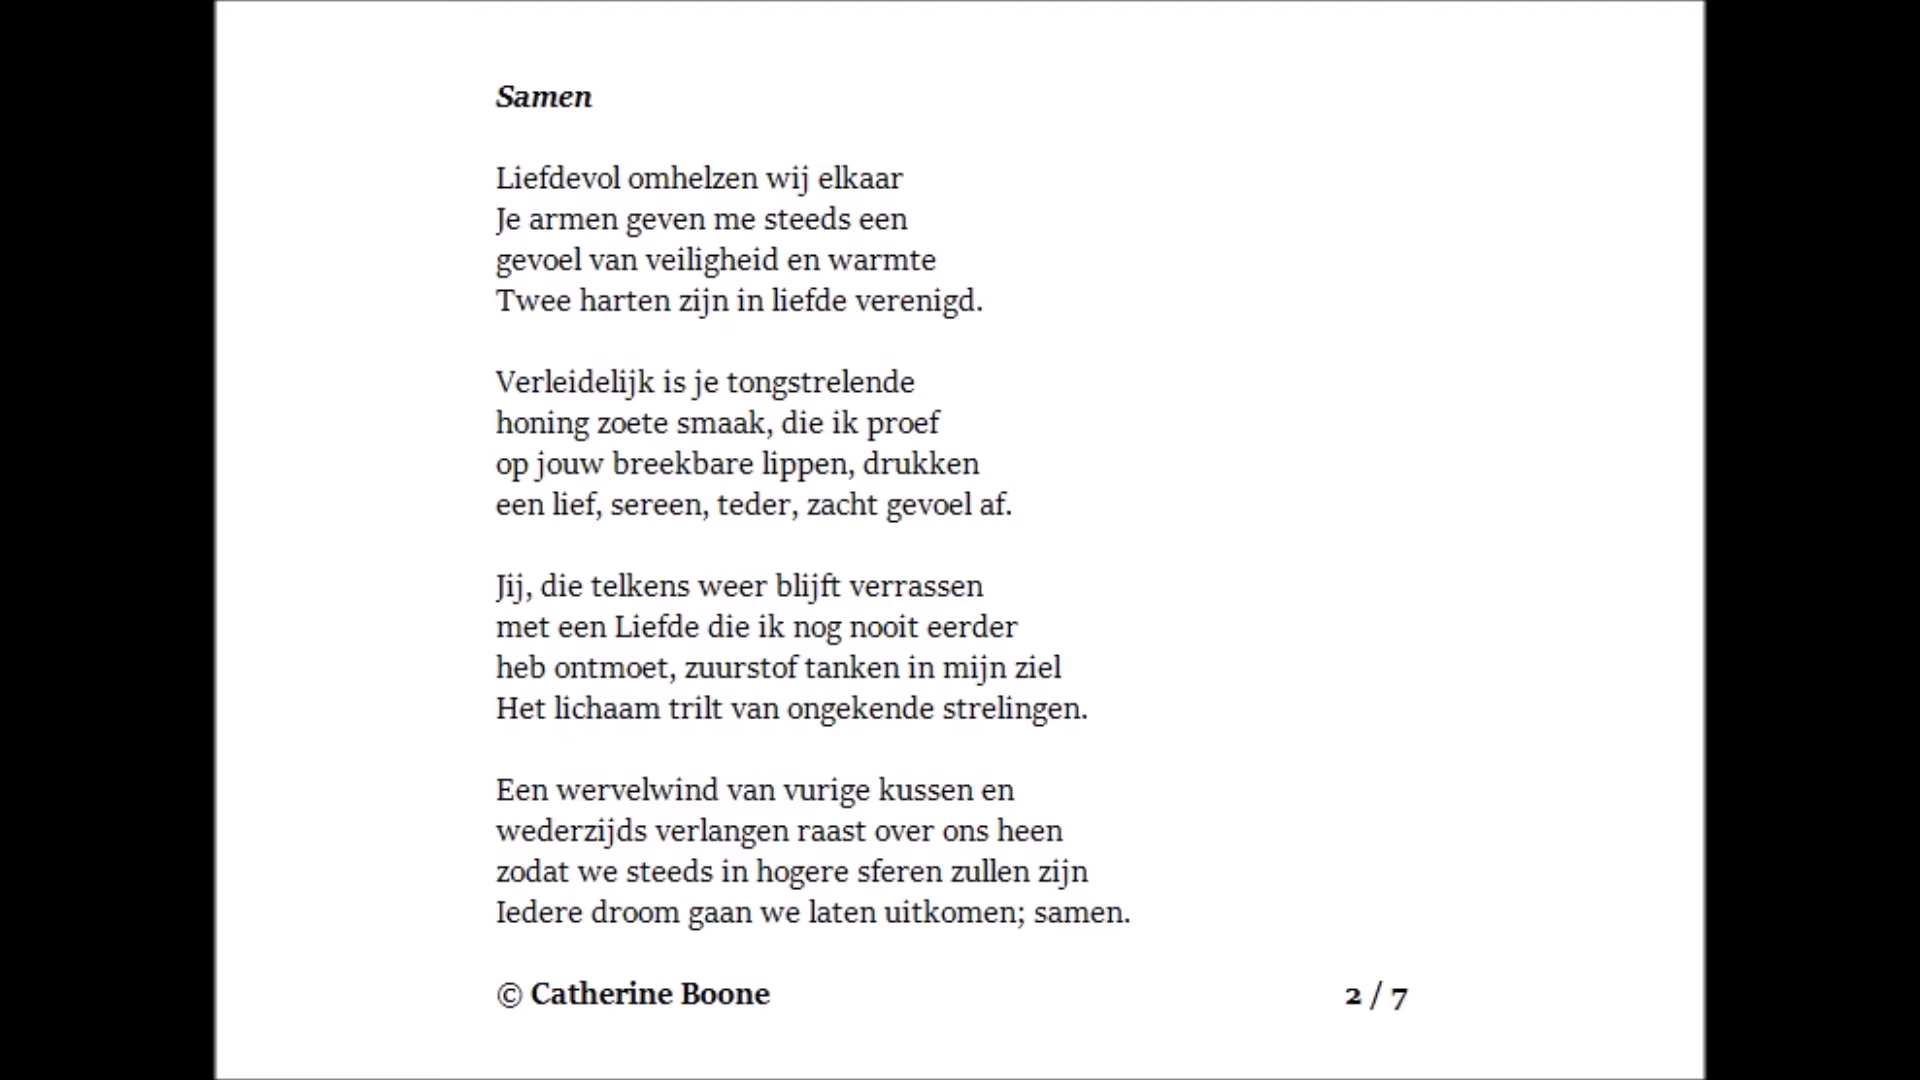 Samen
Liefdevol omhelzen wij elkaar
Je armen geven me steeds een
gevoel van veiligheid en warmte
Twee harten zijn in liefde verenigd.
Verleidelijk is je tongstrelende
honing zoete smaak, die ik proef
op jouw breekbare lippen, drukken
een lief, sereen, teder, zacht gevoel af.
Jij, die telkens weer blijft verrassen
met een Liefde die ik nog nooit eerder
heb ontmoet, zuurstof tanken in mijn ziel
Het lichaam trilt van ongekende strelingen.
Een wervelwind van vurige kussen en
wederzijds verlangen raast over ons heen
zodat we steeds in hogere sferen zullen zijn
Iedere droom gaan we laten uitkomen; samen.
© Catherine Boone 2 / 7